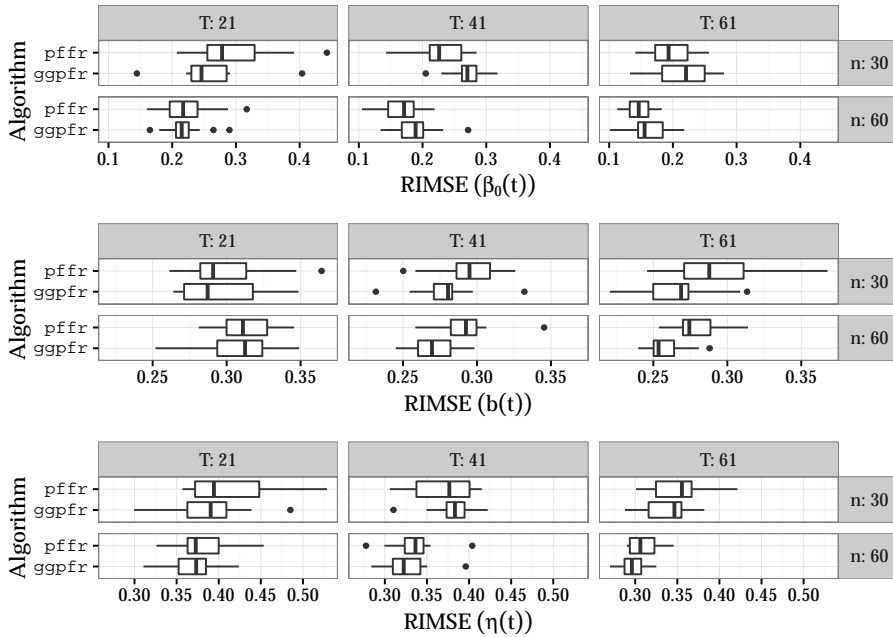 T: 21 T: 41 T: 61
pffr
ggpfr
n: 30
pffr
ggpfr
n: 60
Algorithm
0.1 0.2 0.3 0.4 0.1 0.2 0.3 0.4 0.1 0.2 0.3 0.4
RIMSE (β₀(t))
T: 21 T: 41 T: 61
pffr
ggpfr
n: 30
pffr
ggpfr
n: 60
Algorithm
0.25 0.30 0.35 0.25 0.30 0.35 0.25 0.30 0.35
RIMSE (b(t))
T: 21 T: 41 T: 61
pffr
ggpfr
n: 30
pffr
ggpfr
n: 60
Algorithm
0.30 0.35 0.40 0.45 0.50 0.30 0.35 0.40 0.45 0.50 0.30 0.35 0.40 0.45 0.50
RIMSE (η(t))